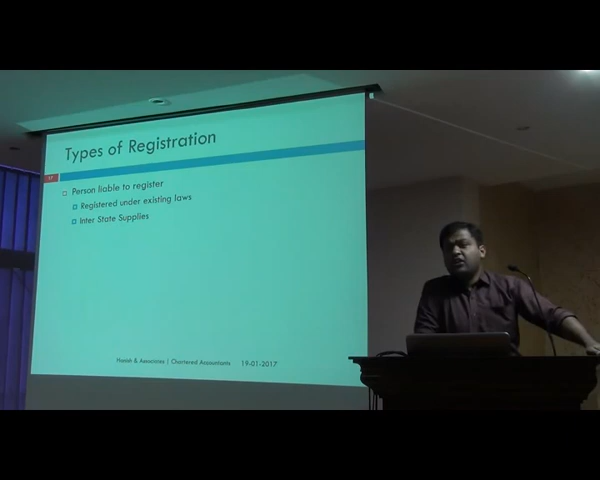 Types of Registration
17
Person liable to register
Registered under existing laws
Inter State Supplies
& Associates | Chartered Accountants 19-01-2017